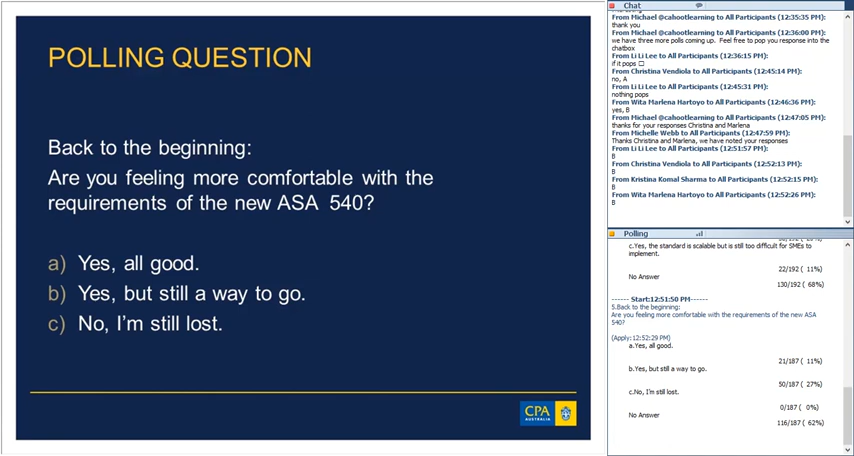 POLLING QUESTION
Back to the beginning:
Are you feeling more comfortable with the
requirements of the new ASA 540?
a) Yes, all good.
b) Yes, but still a way to go.
c) No, I'm still lost.
CPA
AUSTRALIA
Chat
From Michael @cahootlearning to All Participants (12:35:35 PM):
thank you
From Michael @cahootlearning to All Participants (12:36:00 PM):
we have three more polls coming up. Feel free to pop you response into the
chatbox
From Li Li Lee to All Participants (12:36:15 PM):
if it pops □
From Christina Vendiola to All Participants (12:45:14 PM):
no, A
From Li Li Lee to All Participants (12:45:31 PM):
nothing pops
From Wita Marlena Hartoyo to All Participants (12:46:36 PM):
yes, B
From Michael @cahootlearning to All Participants (12:47:05 PM):
thanks for your responses Christina and Marlena
From Michelle Webb to All Participants (12:47:59 PM):
Thanks Christina and Marlena, we have noted your responses
From Li Li Lee to All Participants (12:51:57 PM):
B
From Christina Vendiola to All Participants (12:52:13 PM):
B
From Kristina Komal Sharma to All Participants (12:52:15 PM):
B
From Wita Marlena Hartoyo to All Participants (12:52:26 PM):
B
Polling
c.Yes, the standard is scalable but is still too difficult for SMEs to
implement.
22/192 ( 11%)
No Answer
130/192 ( 68%)
------ Start:12:51:50 PM------
5.Back to the beginning:
Are you feeling more comfortable with the requirements of the new ASA
540?
(Apply:12:52:29 PM)
a.Yes, all good.
21/187 ( 11%)
b.Yes, but still a way to go.
50/187 ( 27%)
c.No, I'm still lost.
0/187 ( 0%)
No Answer
116/187 ( 62%)